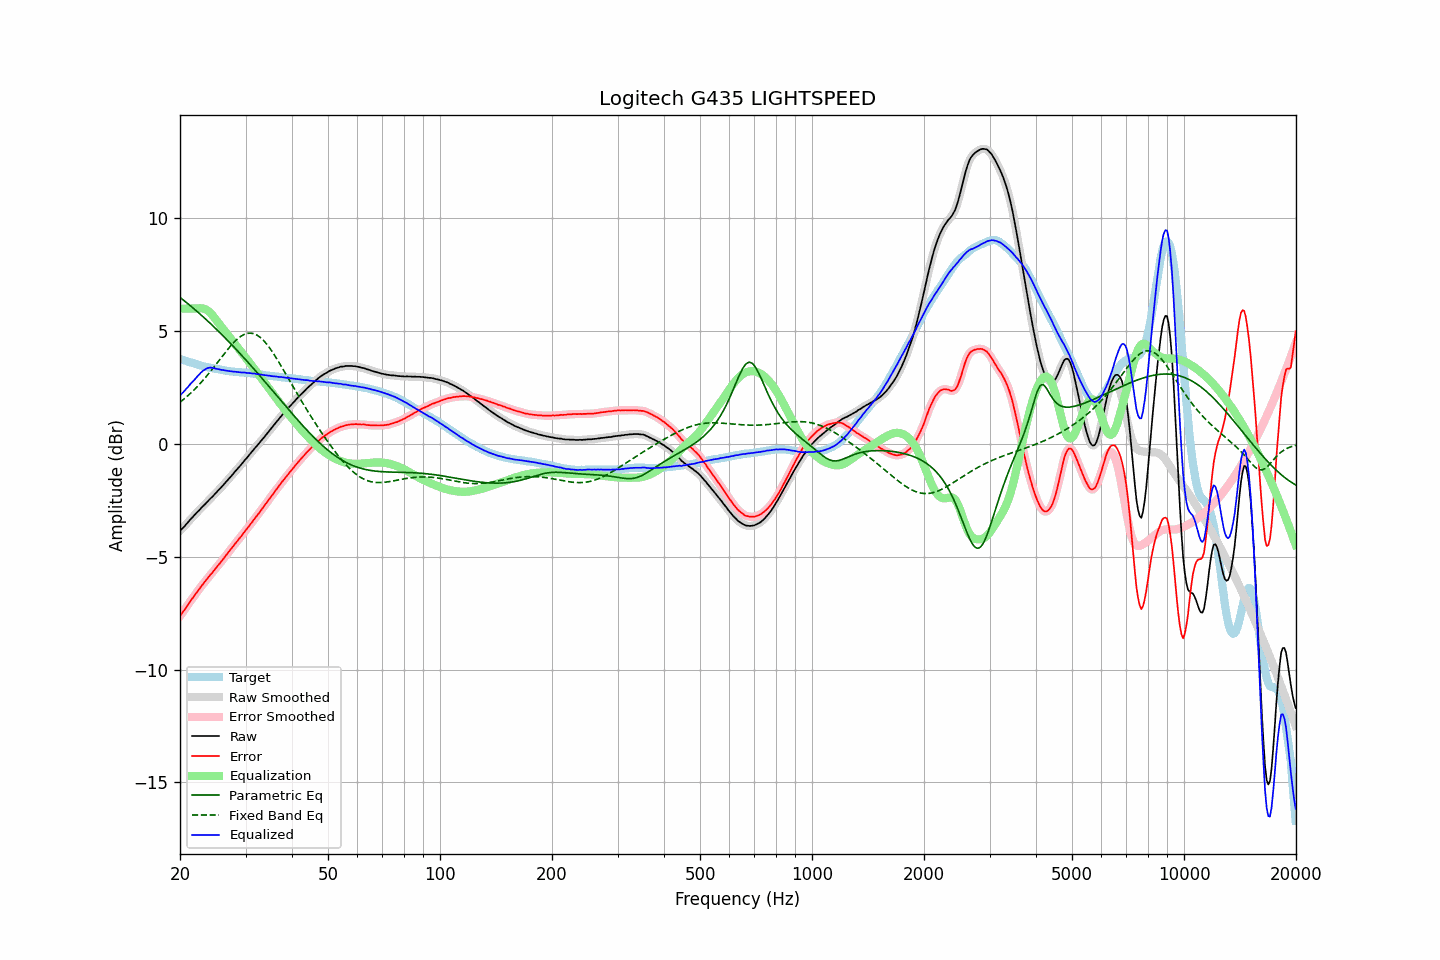 Logitech G435 LIGHTSPEED
Amplitude (dBr)
10
5
0
−5
−10
−15
Target
Raw Smoothed
Error Smoothed
Raw
Error
Equalization
Parametric Eq
Fixed Band Eq
Equalized
20 50 100 200 500 1000 2000 5000 10000 20000
Frequency (Hz)